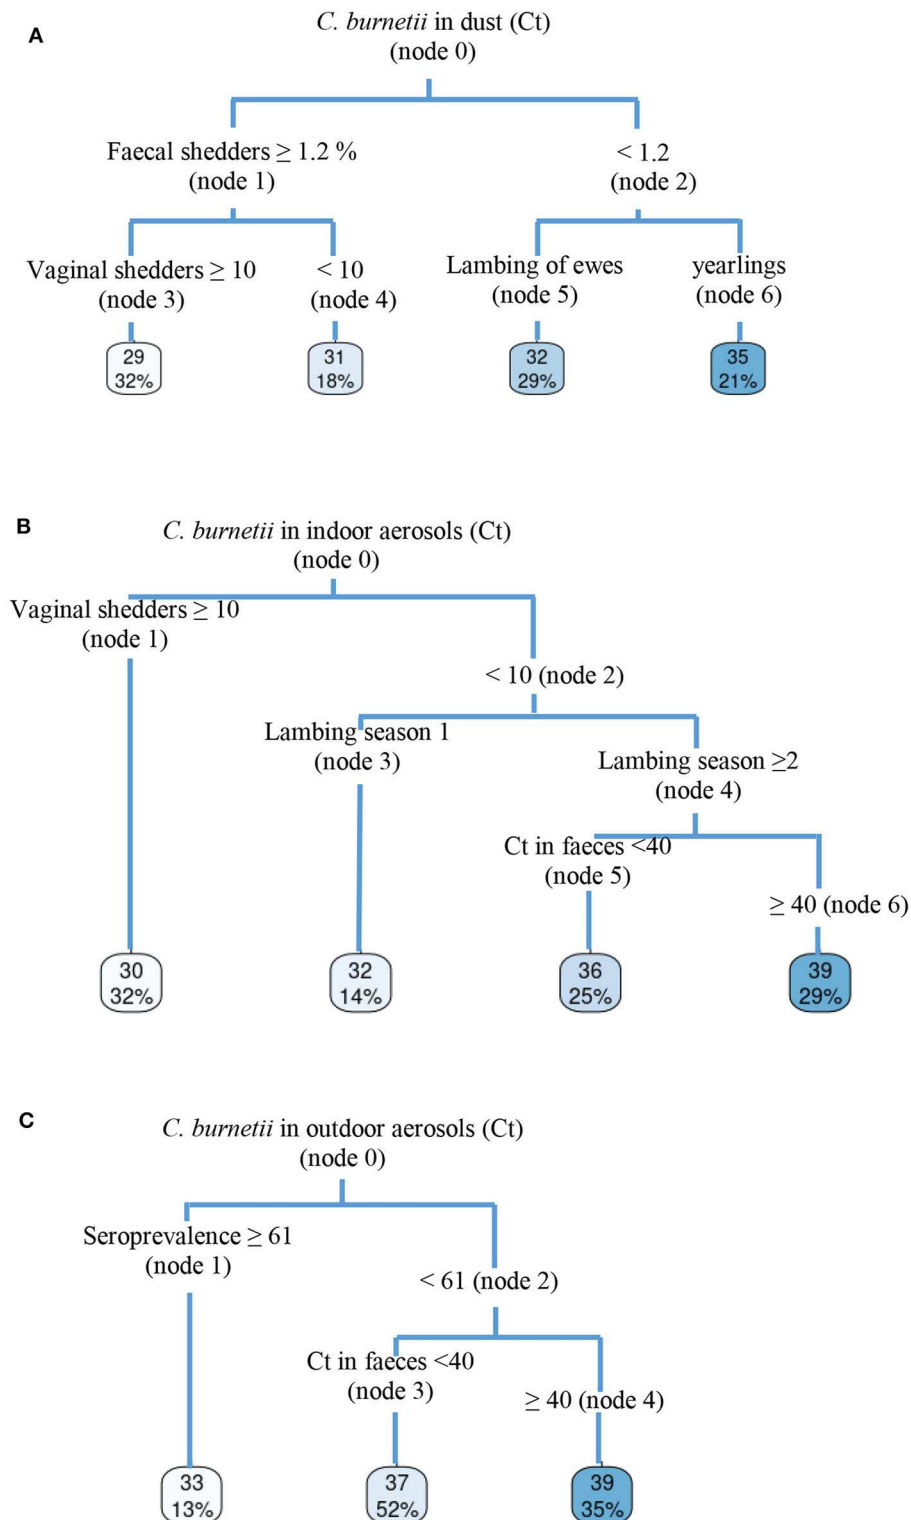 A
C. burnetii in dust (Ct)
(node 0)
Faecal shedders ≥ 1.2 %
(node 1)
< 1.2
(node 2)
Vaginal shedders ≥ 10
(node 3)
< 10
(node 4)
Lambing of ewes
(node 5)
yearlings
(node 6)
29
32%
31
18%
32
29%
35
21%
B
C. burnetii in indoor aerosols (Ct)
(node 0)
Vaginal shedders ≥ 10
(node 1)
< 10 (node 2)
Lambing season 1
(node 3)
Lambing season ≥2
(node 4)
Ct in faeces <40
(node 5)
≥ 40 (node 6)
30
32%
32
14%
36
25%
39
29%
C
C. burnetii in outdoor aerosols (Ct)
(node 0)
Seroprevalence ≥ 61
(node 1)
< 61 (node 2)
Ct in faeces <40
(node 3)
≥ 40 (node 4)
33
13%
37
52%
39
35%